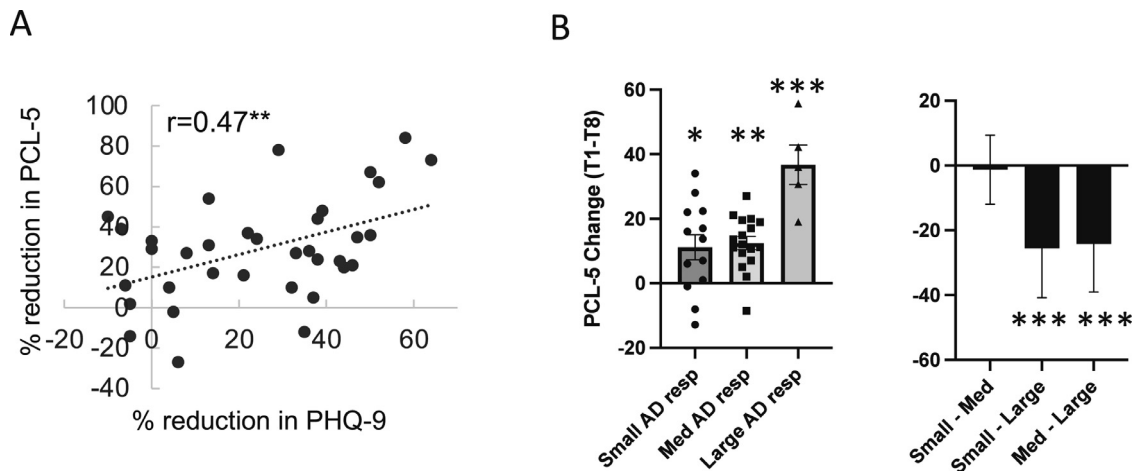 A
B
r=0.47**
% reduction in PCL-5
100
80
60
40
20
0
-20
-40
-20
0
20
40
60
% reduction in PHQ-9
PCL-5 Change (T1-T8)
60
40
20
0
-20
*
**
***
Small AD resp
Med AD resp
Large AD resp
20
0
-20
-40
-60
***
***
Small - Med
Small - Large
Med - Large